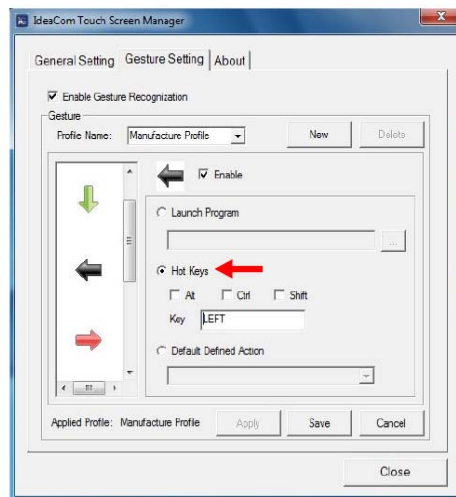 IdeaCom Touch Screen Manager
General Setting Gesture Setting About
Enable Gesture Recognization
Gesture
Profile Name: Manufacture Profile New Delete
Enable
Launch Program
...
Hot Keys
Alt Ctrl Shift
Key LEFT
Default Defined Action
Applied Profile: Manufacture Profile Apply Save Cancel
Close